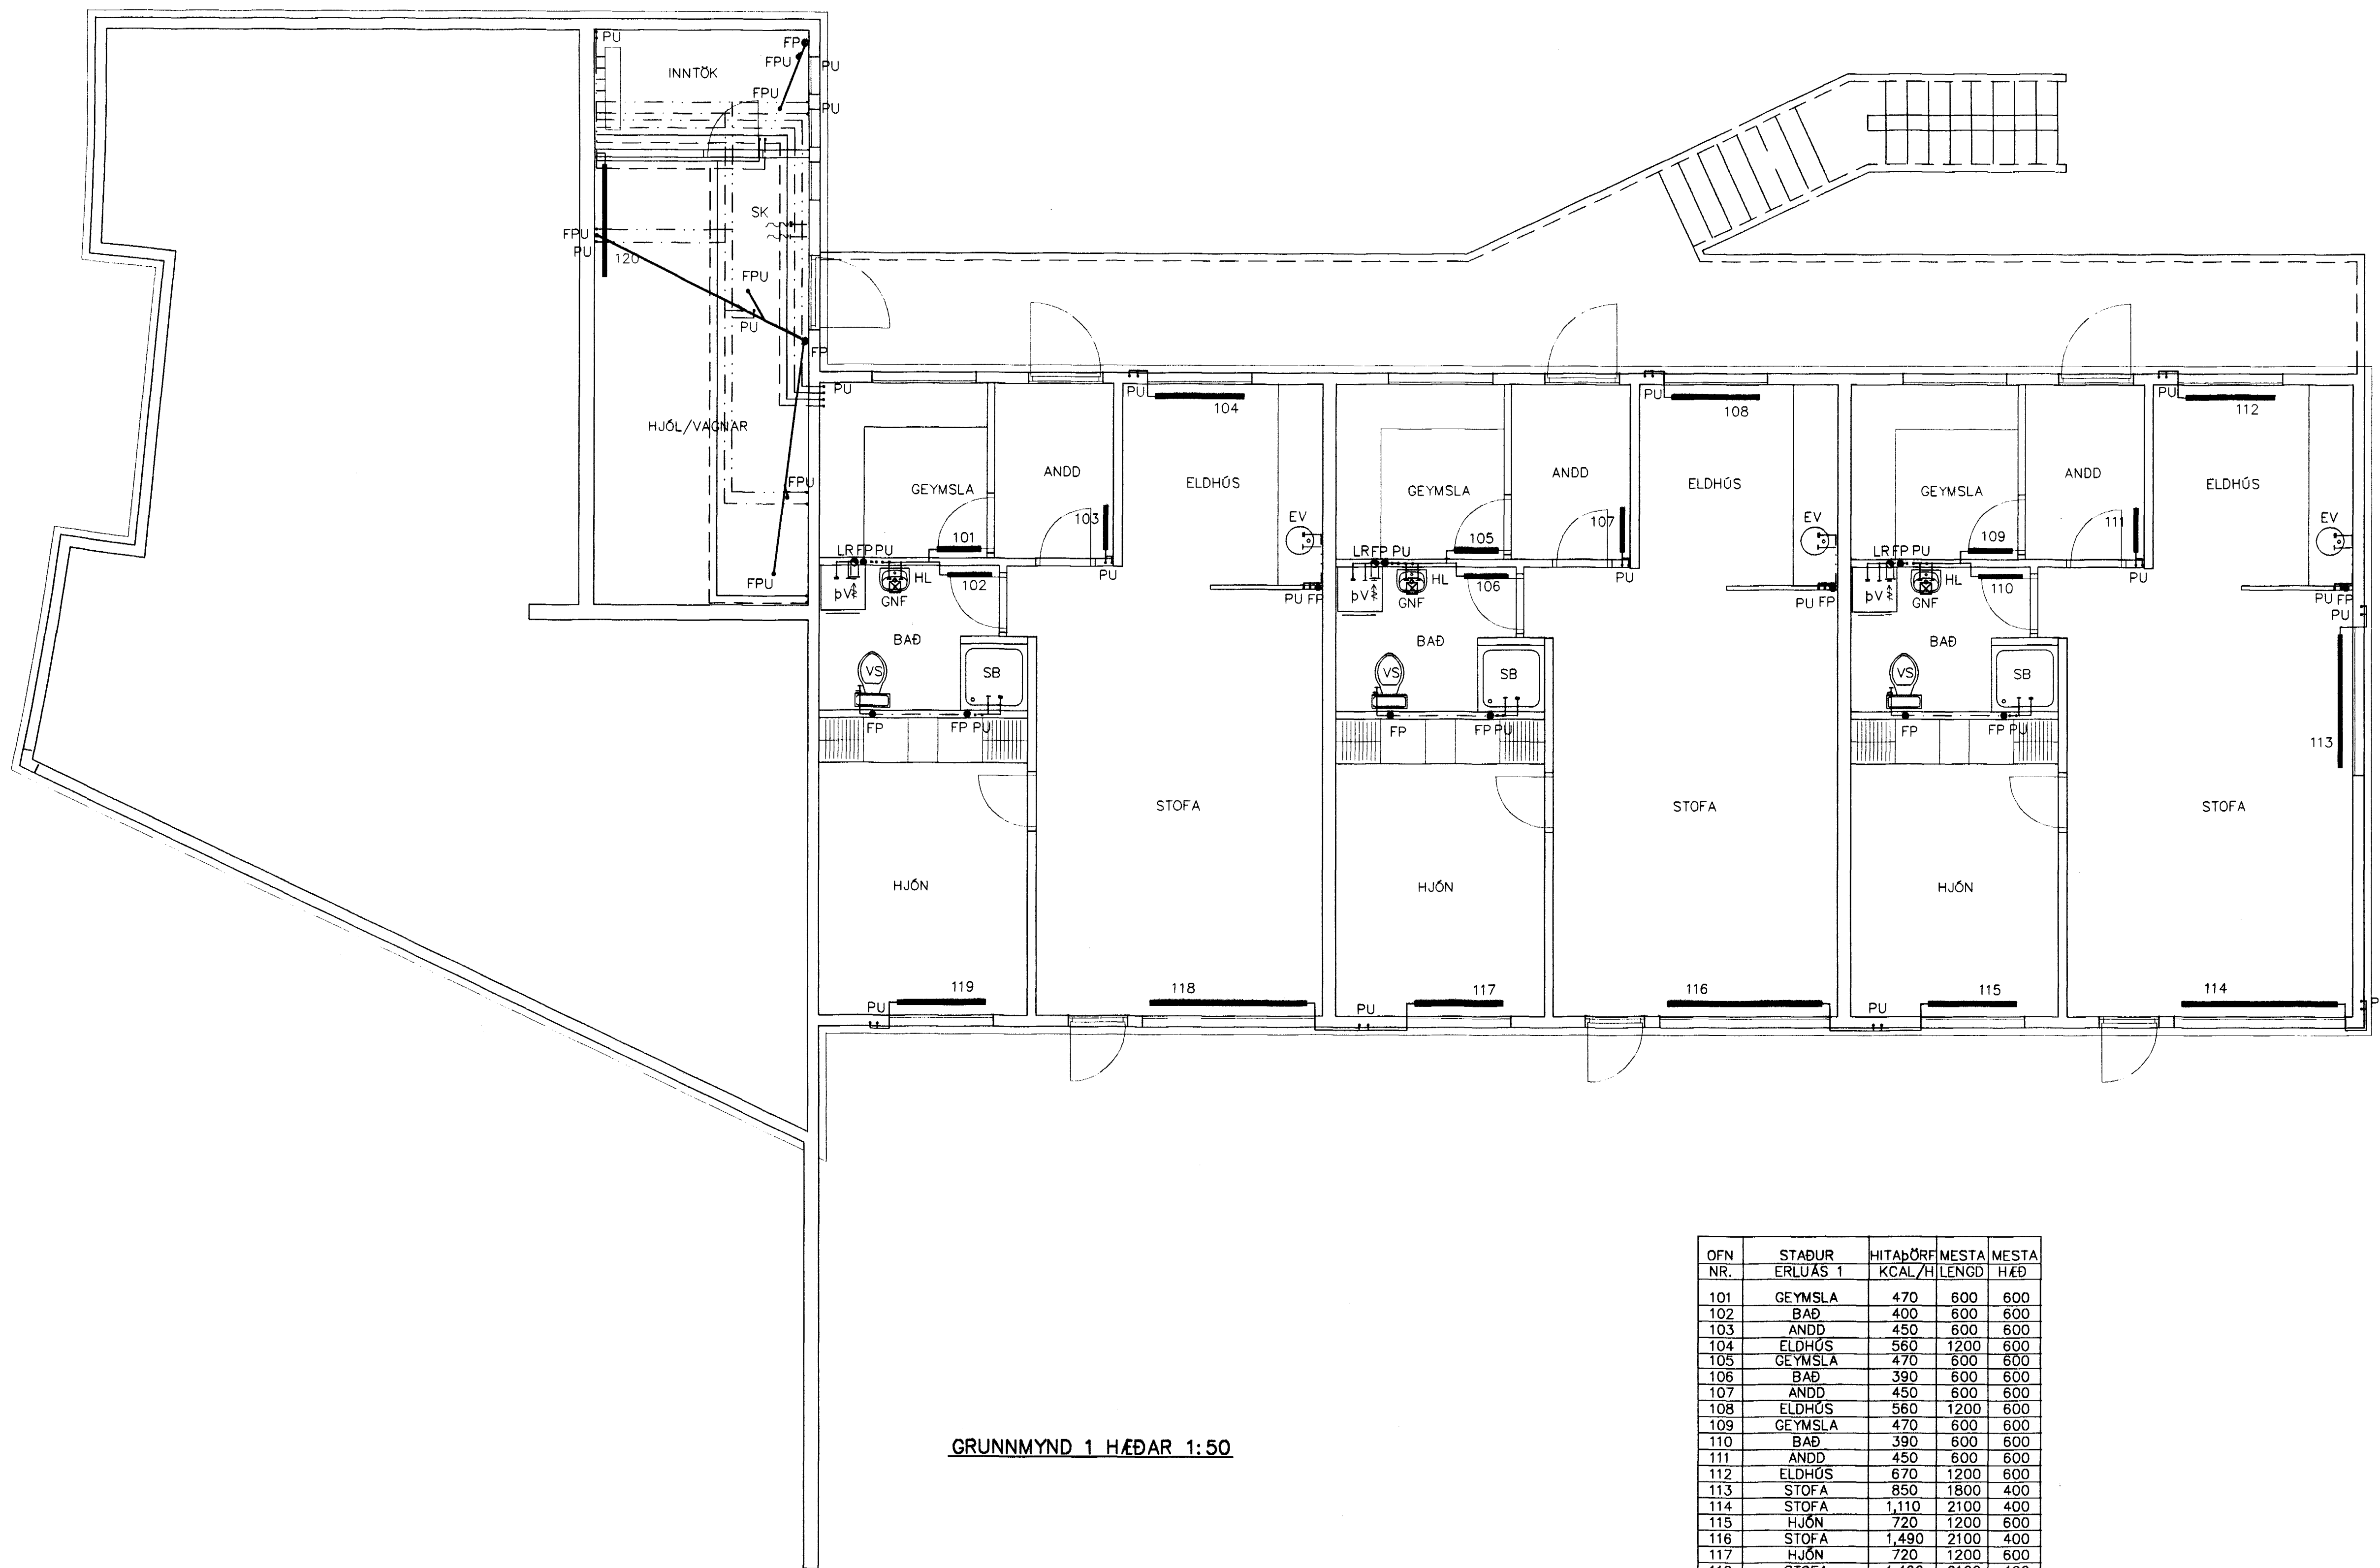 PU
FP
FPU
PU
INNTÖK
FPU
PU
SK
FPU
PU
120
FPU
PU
FP
PU
HJÓL/VAGNAR
FPU
FPU
PU
104
PU
108
PU
112
GEYMSLA
ANDD
ELDHÚS
GEYMSLA
ANDD
ELDHÚS
GEYMSLA
ANDD
ELDHÚS
103
EV
107
EV
111
EV
LR FP PU
101
LR FP PU
105
LR FP PU
109
ÞV
HL
102
PU
ÞV
HL
106
PU
ÞV
HL
110
PU
GNF
PU FP
GNF
PU FP
GNF
PU FP
PU
BAÐ
BAÐ
BAÐ
VS
SB
VS
SB
VS
SB
FP
FP PU
FP
FP PU
FP
FP PU
113
STOFA
STOFA
STOFA
HJÓN
HJÓN
HJÓN
119
118
117
116
115
114
PU
PU
PU
GRUNNMYND 1 HÆÐAR 1:50
OFN STAÐUR HITAÞÖRF MESTA MESTA
NR. ERLUÁS 1 KCAL/H LENGD HÆÐ
101 GEYMSLA 470 600 600
102 BAÐ 400 600 600
103 ANDD 450 600 600
104 ELDHÚS 560 1200 600
105 GEYMSLA 470 600 600
106 BAÐ 390 600 600
107 ANDD 450 600 600
108 ELDHÚS 560 1200 600
109 GEYMSLA 470 600 600
110 BAÐ 390 600 600
111 ANDD 450 600 600
112 ELDHÚS 670 1200 600
113 STOFA 850 1800 400
114 STOFA 1,110 2100 400
115 HJÓN 720 1200 600
116 STOFA 1,490 2100 400
117 HJÓN 720 1200 600